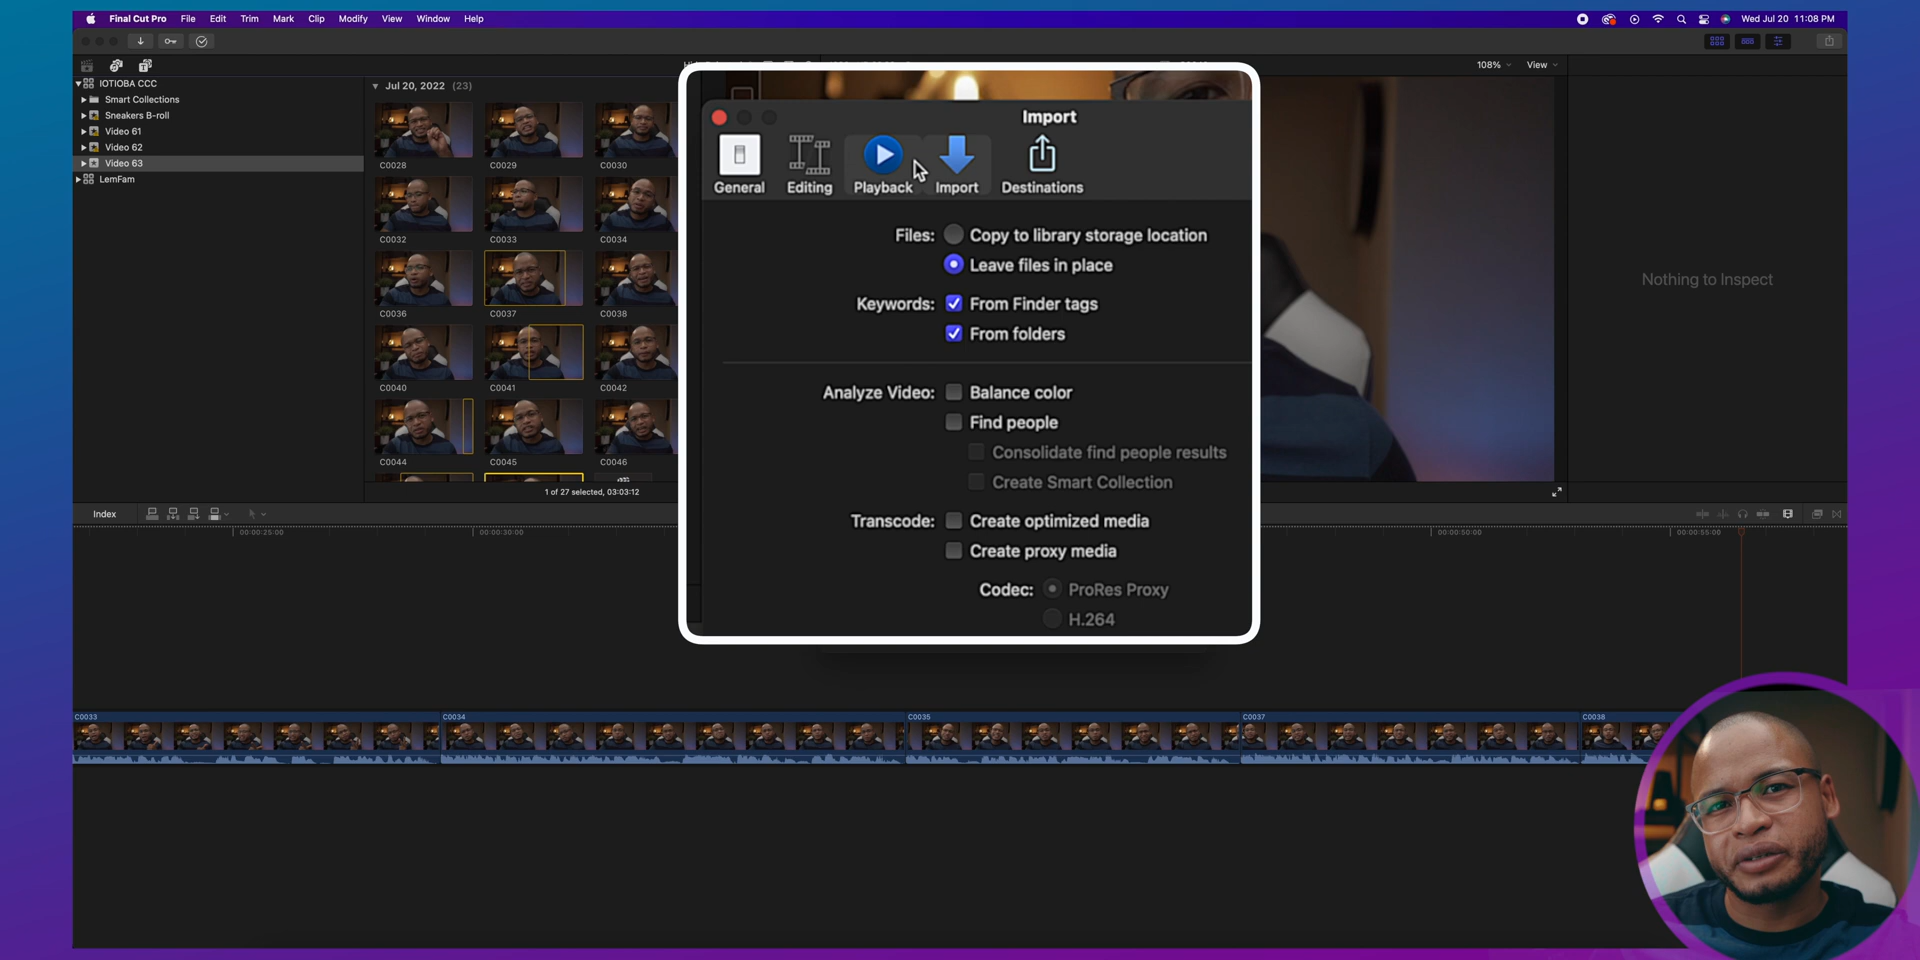 Final Cut Pro File Edit Trim Mark Clip Modify View Window Help
Wed Jul 20 11:08 PM
108% View
IOTIOBA CCC
Smart Collections
Sneakers B-roll
Video 61
Video 62
Video 63
LemFam
Jul 20, 2022 (23)
C0028 C0029 C0030
C0032 C0033 C0034
C0036 C0037 C0038
C0040 C0041 C0042
C0044 C0045 C0046
1 of 27 selected, 03:03:12
Import
General Editing Playback Import Destinations
Files: Copy to library storage location
Leave files in place
Keywords: From Finder tags
From folders
Analyze Video: Balance color
Find people
Consolidate find people results
Create Smart Collection
Transcode: Create optimized media
Create proxy media
Codec: ProRes Proxy
H.264
Nothing to Inspect
Index
00:00:25:00 00:00:30:00 00:00:50:00 00:00:55:00
C0033 C0034 C0035 C0037 C0038